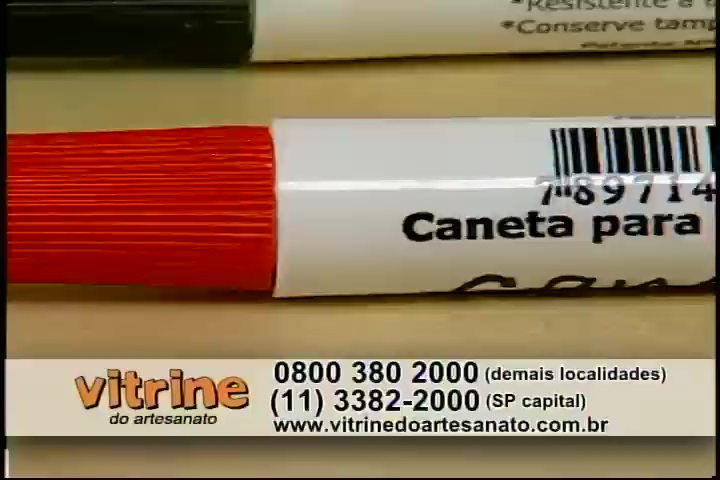 *Resistente a
*Conserve tamp
7 89714
Caneta para
vitrine
do artesanato
0800 380 2000 (demais localidades)
(11) 3382-2000 (SP capital)
www.vitrinedoartesanato.com.br